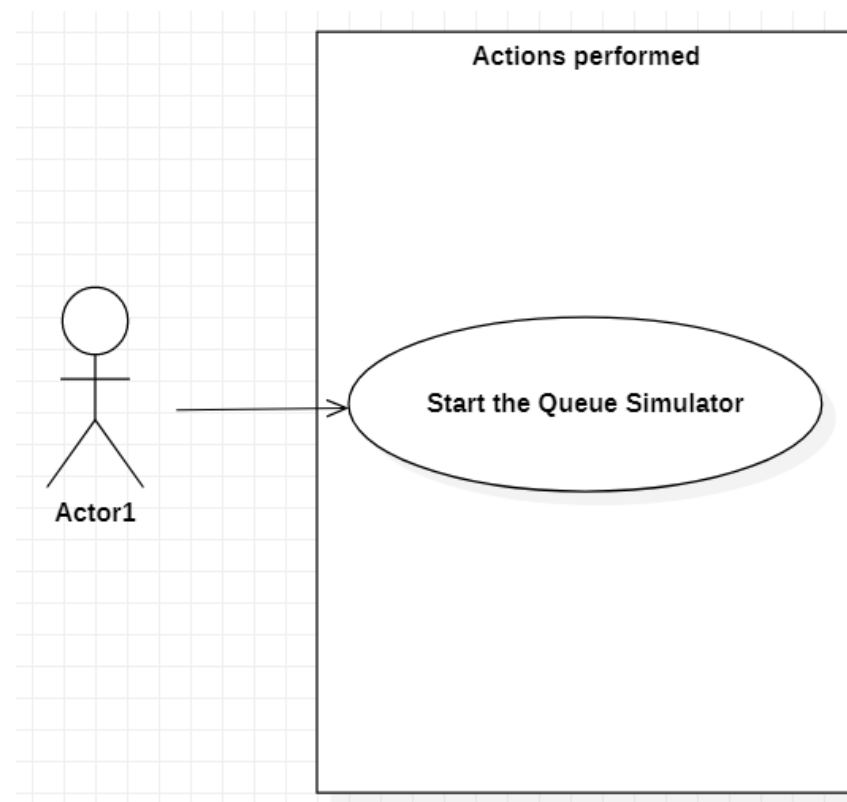 Actions performed
Start the Queue Simulator
Actor1